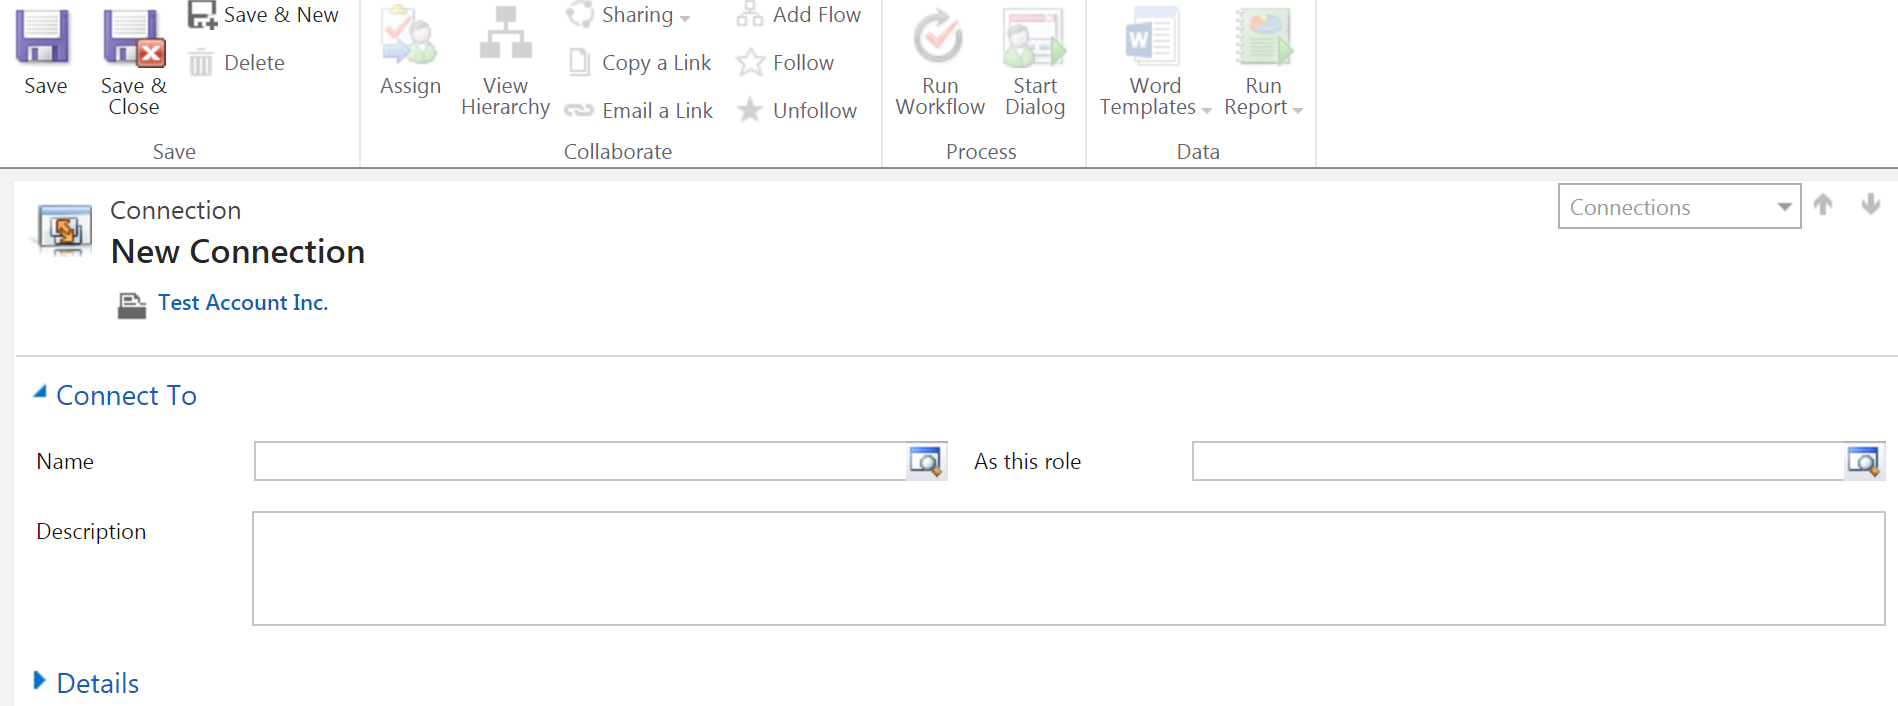 Save
Save &
Close
Save & New
Delete
Save
Assign
View
Hierarchy
Sharing
Copy a Link
Email a Link
Add Flow
Follow
Unfollow
Collaborate
Run
Workflow
Start
Dialog
Process
Word
Templates
Run
Report
Data
Connection
New Connection
Test Account Inc.
Connections
Connect To
Name
As this role
Description
Details